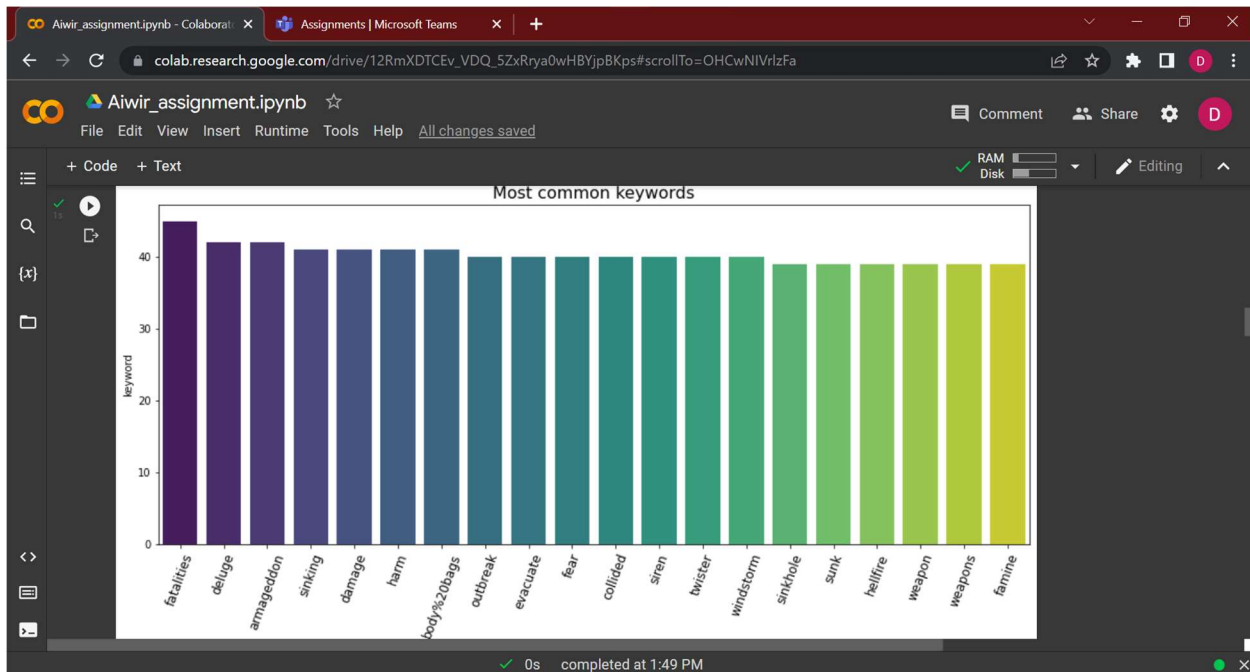 Aiwir_assignment.ipynb - Colaborat
Assignments | Microsoft Teams
colab.research.google.com/drive/12RmXDTCEv_VDQ_5ZxRrya0wHBYjpBKps#scrollTo=OHCwNIVrlzFa
D
CO
Aiwir_assignment.ipynb
File Edit View Insert Runtime Tools Help All changes saved
Comment
Share
D
+ Code + Text
RAM
Disk
Editing
1s
{x}
Most common keywords
keyword
40
30
20
10
0
fatalities
deluge
armageddon
sinking
damage
harm
body%20bags
outbreak
evacuate
fear
collided
siren
twister
windstorm
sinkhole
sunk
hellfire
weapon
weapons
famine
0s completed at 1:49 PM